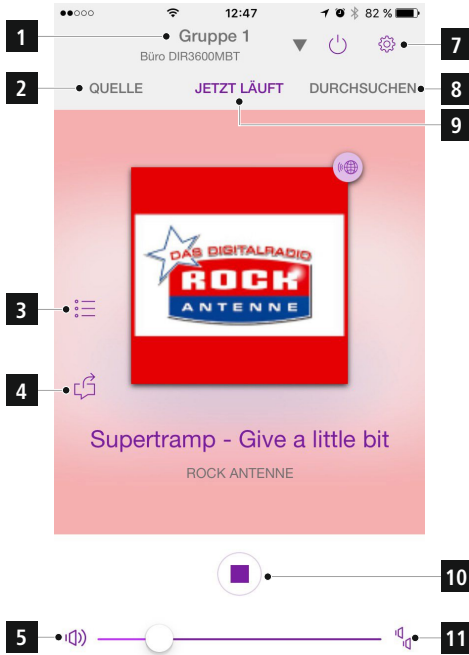 12:47 82 %
1 Gruppe 1 7
Büro DIR3600MBT
2 QUELLE JETZT LÄUFT DURCHSUCHEN 8
9
DAS DIGITALRADIO
ROCK
ANTENNE
3
4
Supertramp - Give a little bit
ROCK ANTENNE
10
5 11